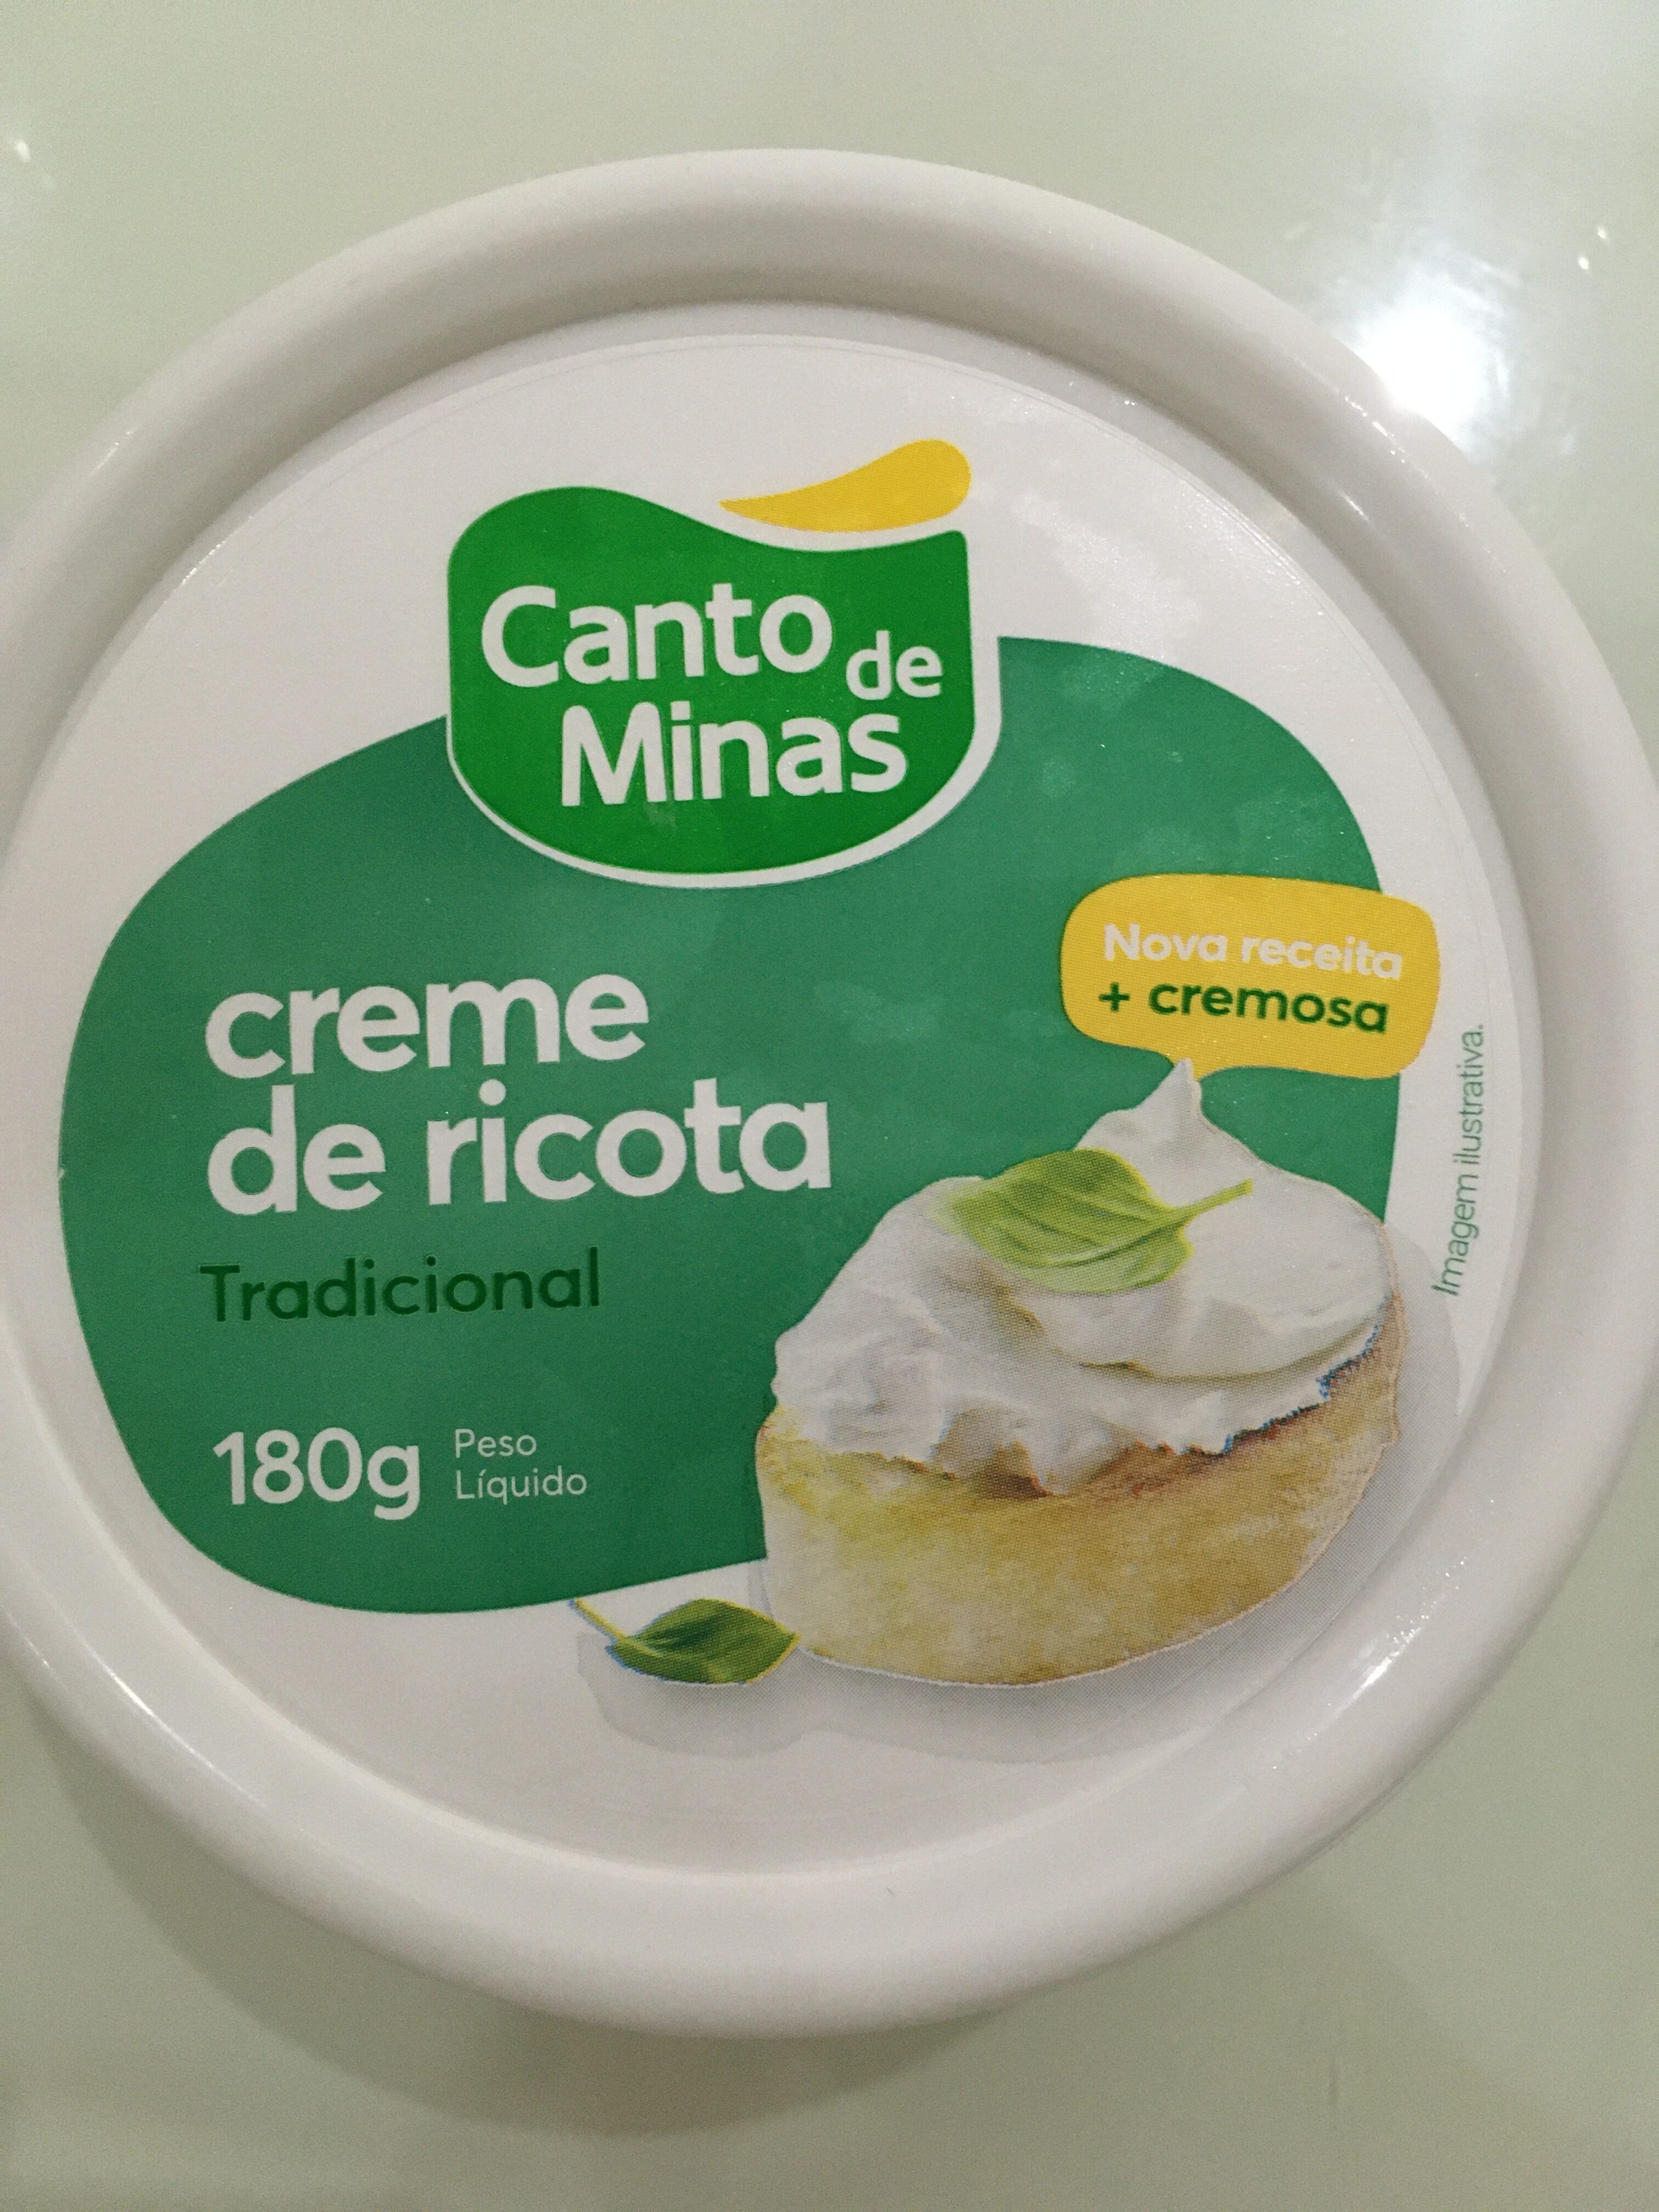 Canto de
Minas
Nova receita
+ cremosa
creme
de ricota
Tradicional
180g
Peso
Líquido
Imagem ilustrativa.